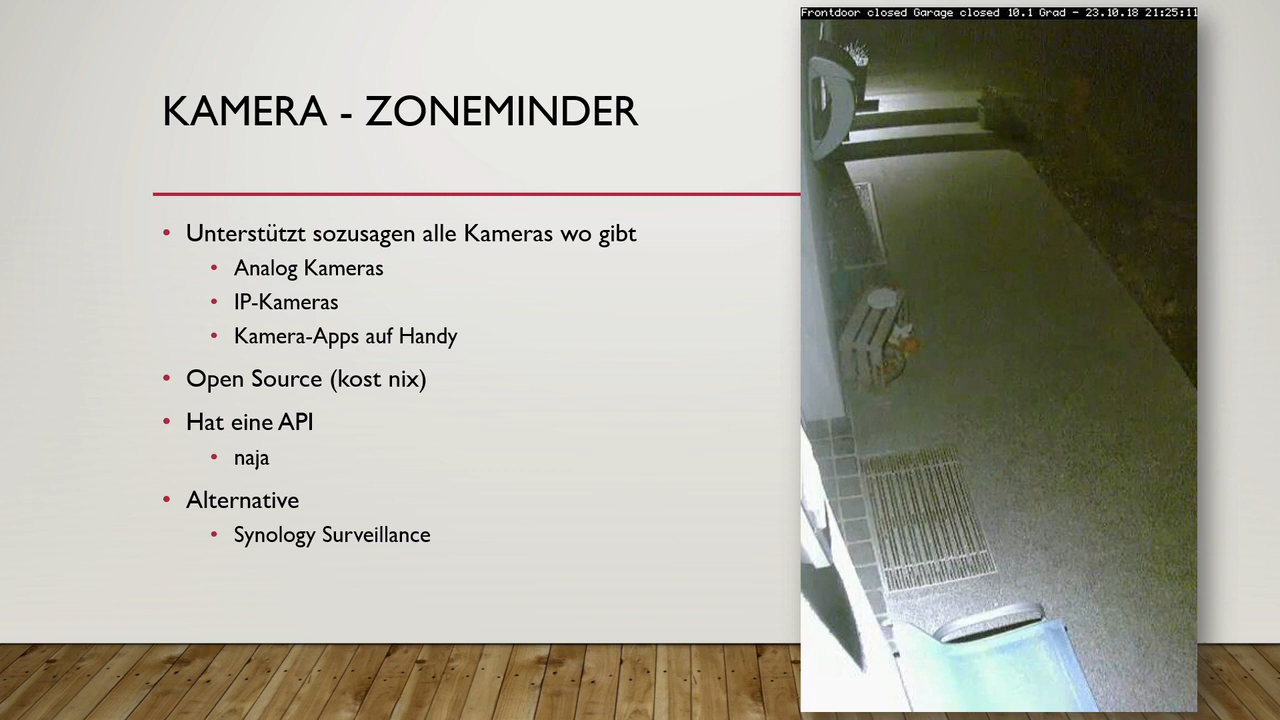 Frontdoor closed Garage closed 10.1 Grad - 23.10.18 21:25:11
KAMERA - ZONEMINDER
Unterstützt sozusagen alle Kameras wo gibt
Analog Kameras
IP-Kameras
Kamera-Apps auf Handy
Open Source (kost nix)
Hat eine API
naja
Alternative
Synology Surveillance